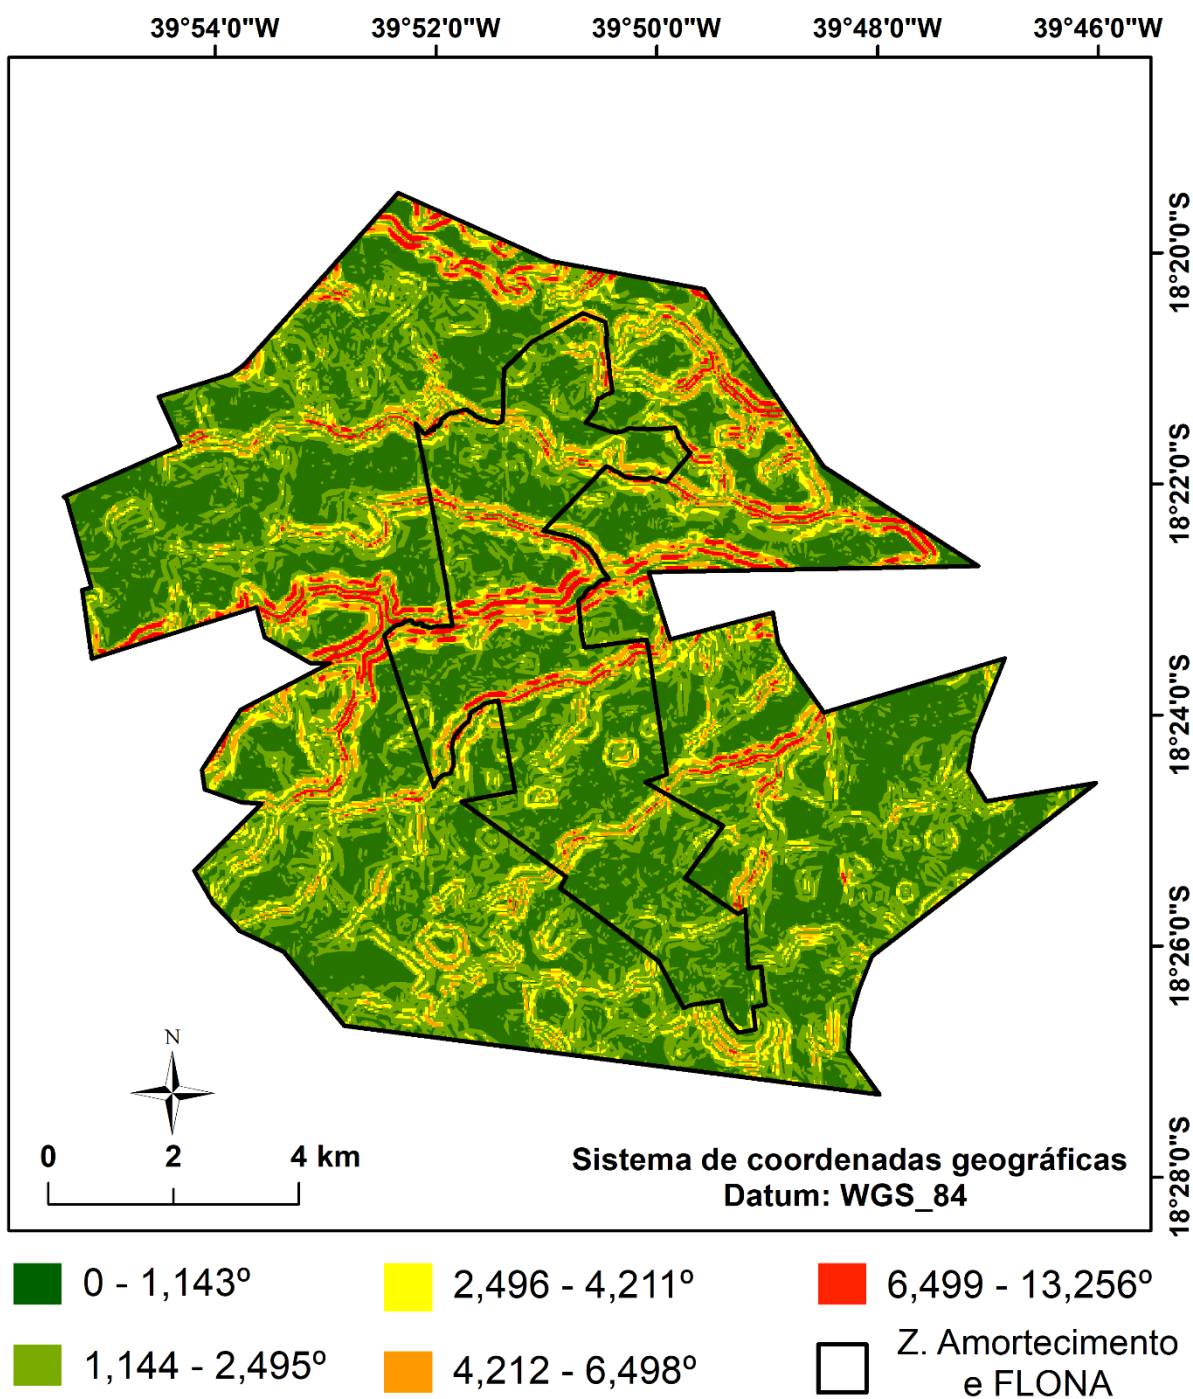 39°54'0"W 39°52'0"W 39°50'0"W 39°48'0"W 39°46'0"W
18°20'0"S
18°22'0"S
18°24'0"S
18°26'0"S
18°28'0"S
N
0 2 4 km
Sistema de coordenadas geográficas
Datum: WGS_84
0 - 1,143º
2,496 - 4,211º
6,499 - 13,256º
1,144 - 2,495º
4,212 - 6,498º
Z. Amortecimento
e FLONA